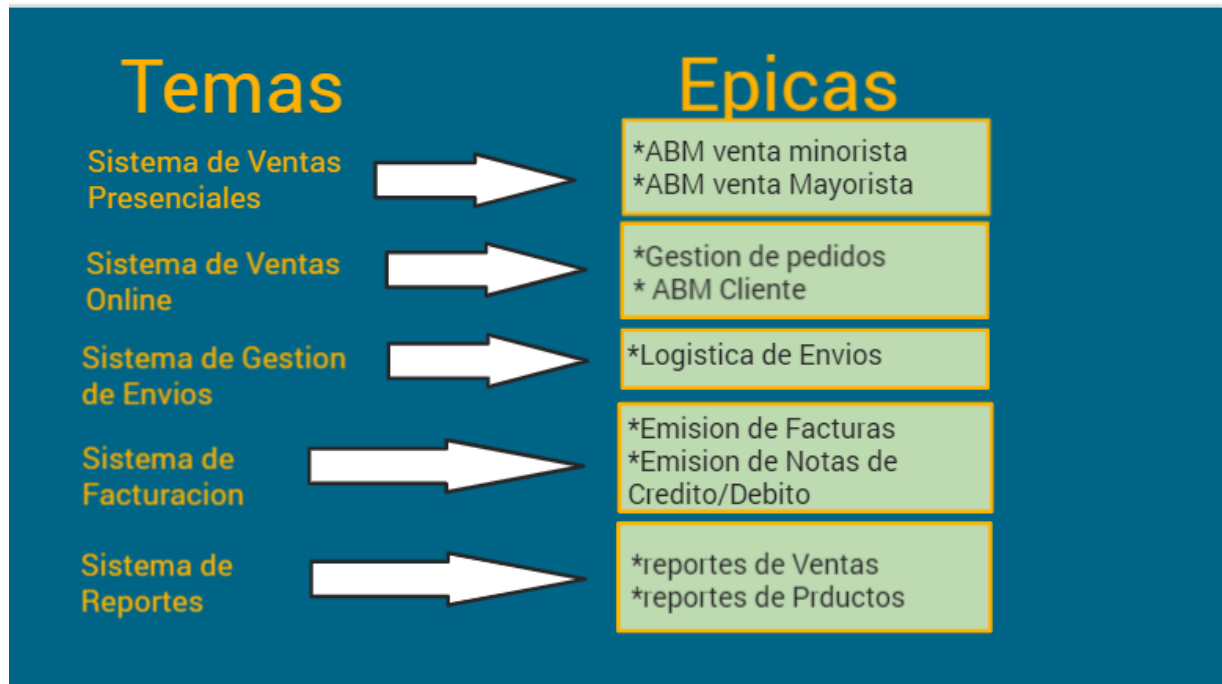 Temas
Epicas
Sistema de Ventas
Presenciales
*ABM venta minorista
*ABM venta Mayorista
Sistema de Ventas
Online
*Gestion de pedidos
* ABM Cliente
Sistema de Gestion
de Envios
*Logistica de Envios
Sistema de
Facturacion
*Emision de Facturas
*Emision de Notas de
Credito/Debito
Sistema de
Reportes
*reportes de Ventas
*reportes de Prductos